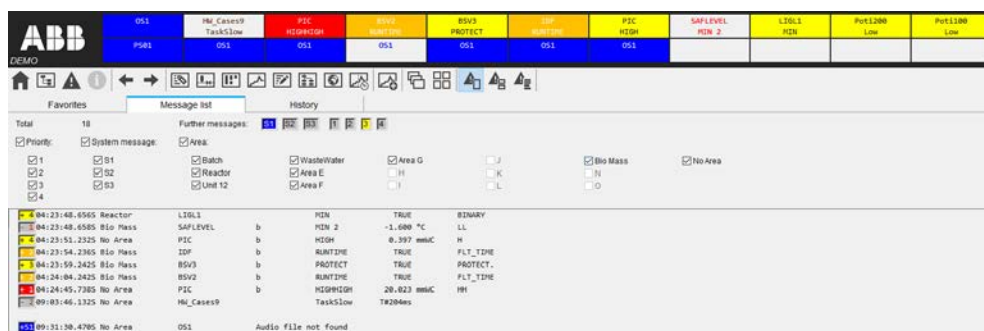 ABB
DEMO
OS1 HW_Cases9 PIC BSV2 BSV3 IDF PIC SAFLEVEL LIGL1 Poti200 Poti100
TaskSlow HIGHHIGH RUNTIME PROTECT RUNTIME HIGH MIN 2 MIN Low Low
PS01 OS1 OS1 OS1 OS1 OS1 OS1
Favorites Message list History
Total 18 Further messages: S1 S2 S3 1 2 3 4
Priority: System message: Area:
1 S1 Batch WasteWater Area G J Bio Mass No Area
2 S2 Reactor Area E H K N
3 S3 Unit 12 Area F I L O
4
+ 4 04:23:48.656S Reactor LIGL1 MIN TRUE BINARY
04:23:48.658S Bio Mass SAFLEVEL b MIN 2 -1.600 °C LL
+ 4 04:23:51.232S No Area PIC b HIGH 0.397 mmWC H
04:23:54.236S Bio Mass IDF b RUNTIME TRUE FLT_TIME
+ 3 04:23:59.242S Bio Mass BSV3 b PROTECT TRUE PROTECT.
04:24:04.242S Bio Mass BSV2 b RUNTIME TRUE FLT_TIME
+ 1 04:24:45.738S No Area PIC b HIGHHIGH 20.023 mmWC HH
09:03:46.132S No Area HW_Cases9 TaskSlow T#204ms
+S1 09:31:30.470S No Area OS1 Audio file not found